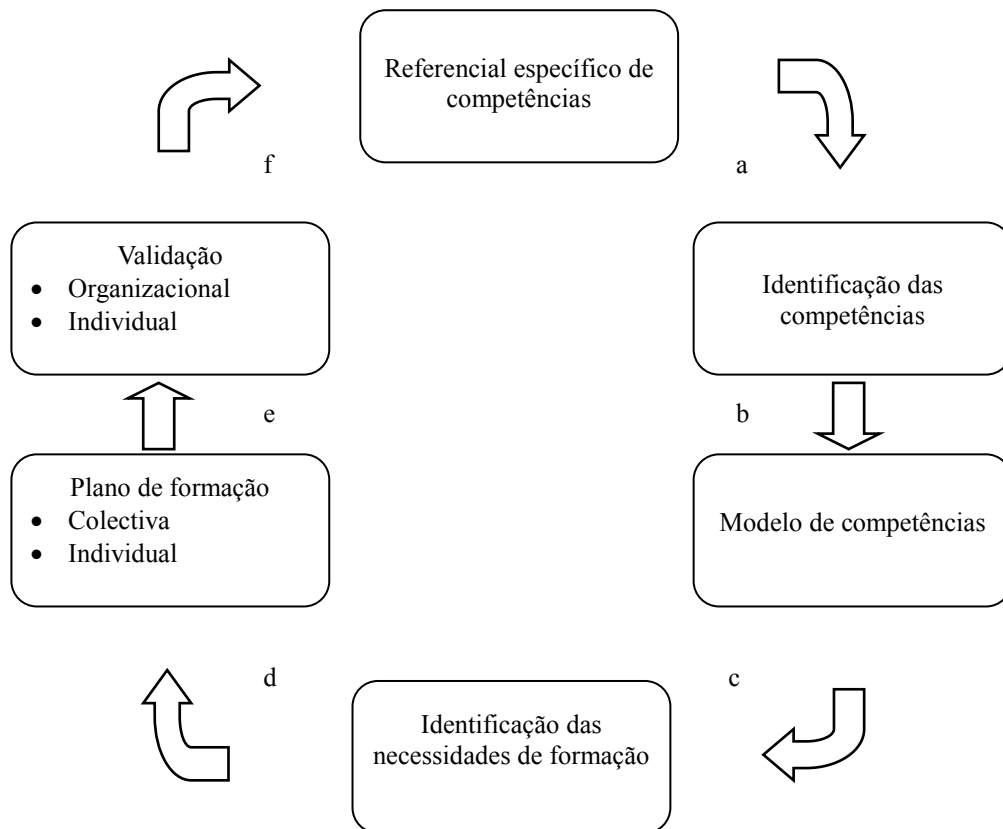 Referencial específico de
competências
f
a
Validação
• Organizacional
• Individual
Identificação das
competências
e
b
Plano de formação
• Colectiva
• Individual
Modelo de competências
d
c
Identificação das
necessidades de formação